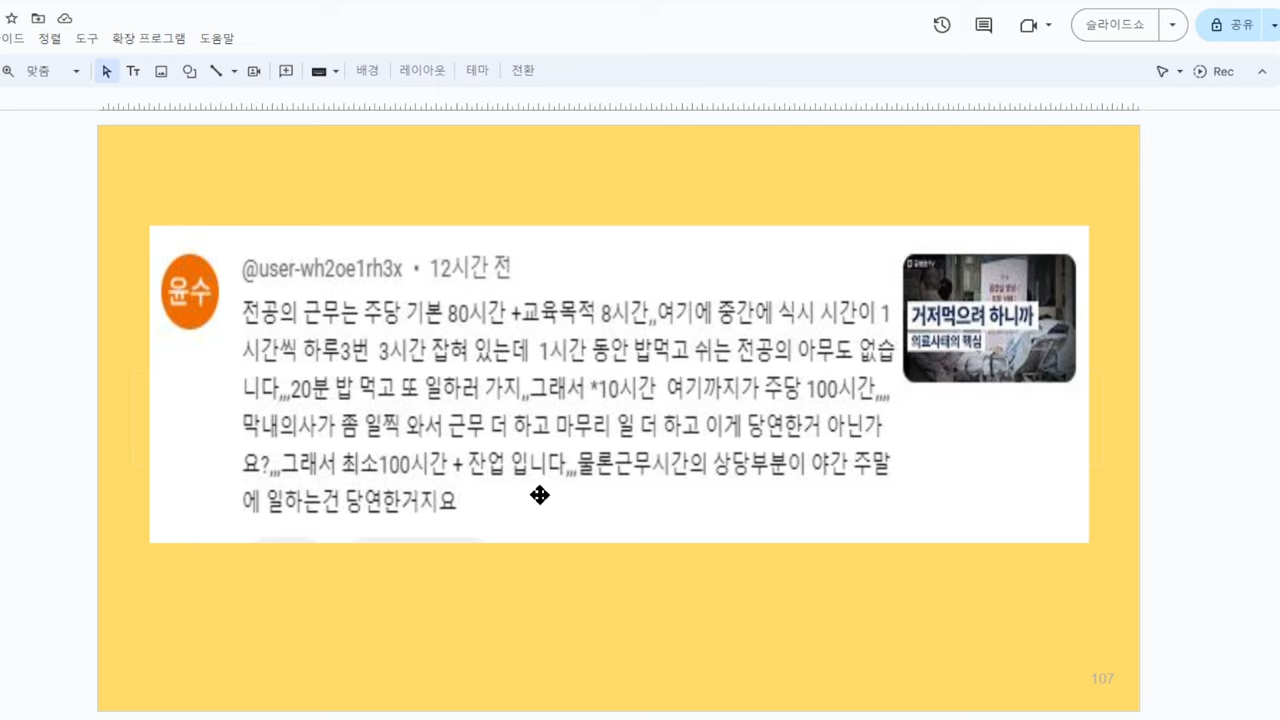 이드 정렬 도구 확장 프로그램 도움말
슬라이드쇼
공유
맞춤
배경 레이아웃 테마 전환
Rec
윤수
@user-wh2oe1rh3x • 12시간 전
전공의 근무는 주당 기본 80시간 +교육목적 8시간,,여기에 중간에 식시 시간이 1
시간씩 하루3번 3시간 잡혀 있는데 1시간 동안 밥먹고 쉬는 전공의 아무도 없습
니다,,,20분 밥 먹고 또 일하러 가지,,그래서 *10시간 여기까지가 주당 100시간,,,,
막내의사가 좀 일찍 와서 근무 더 하고 마무리 일 더 하고 이게 당연한거 아닌가
요?,,,그래서 최소100시간 + 잔업 입니다,,,물론근무시간의 상당부분이 야간 주말
에 일하는건 당연한거지요
거저먹으려 하니까
의료사태의 핵심
107